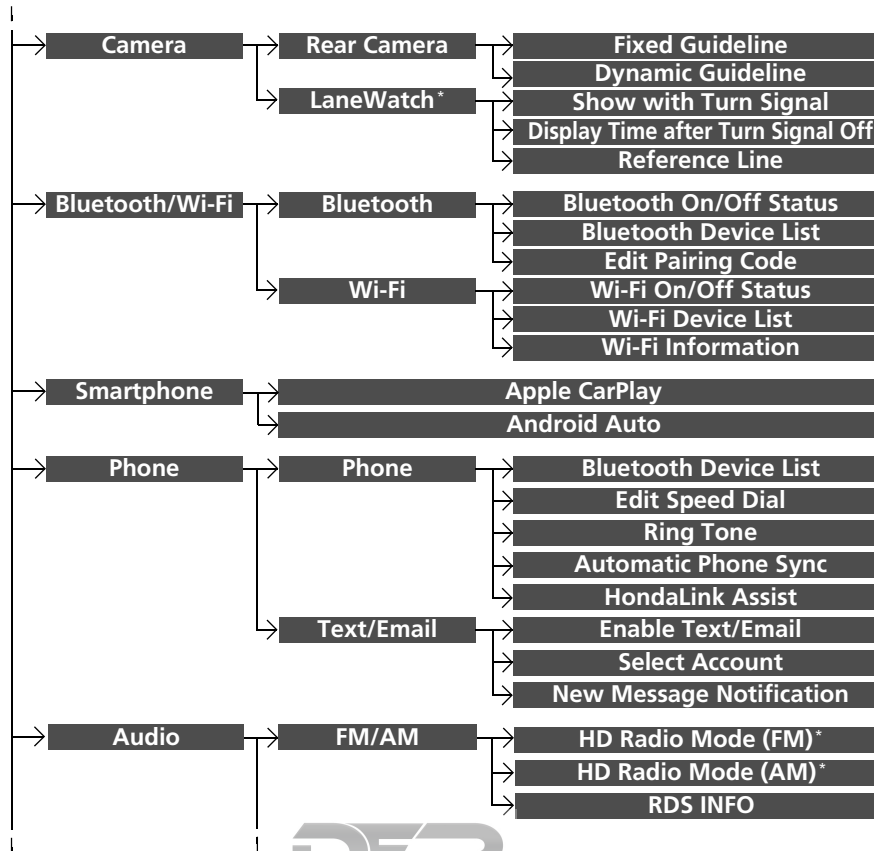 Camera
Rear Camera
Fixed Guideline
Dynamic Guideline
LaneWatch*
Show with Turn Signal
Display Time after Turn Signal Off
Reference Line
Bluetooth/Wi-Fi
Bluetooth
Bluetooth On/Off Status
Bluetooth Device List
Edit Pairing Code
Wi-Fi
Wi-Fi On/Off Status
Wi-Fi Device List
Wi-Fi Information
Smartphone
Apple CarPlay
Android Auto
Phone
Phone
Bluetooth Device List
Edit Speed Dial
Ring Tone
Automatic Phone Sync
HondaLink Assist
Text/Email
Enable Text/Email
Select Account
New Message Notification
Audio
FM/AM
HD Radio Mode (FM)*
HD Radio Mode (AM)*
RDS INFO